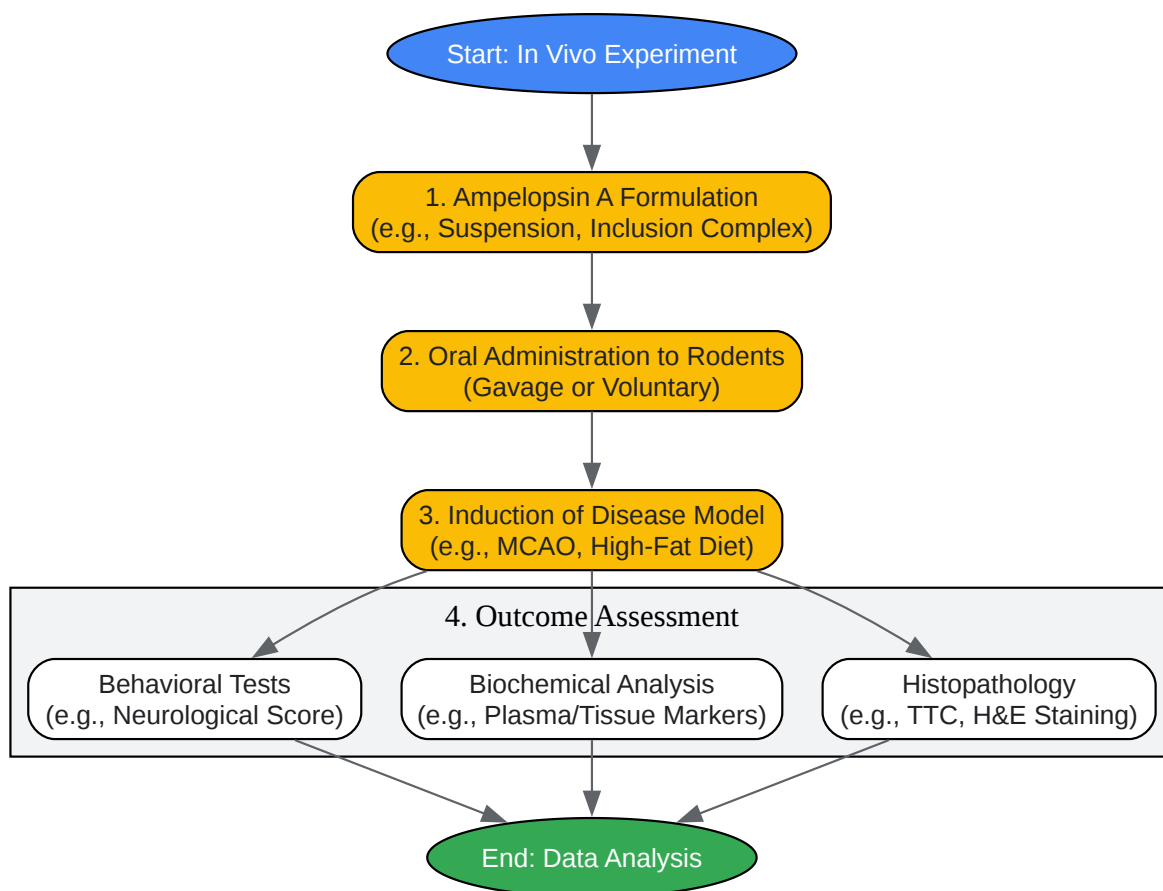 Start: In Vivo Experiment
1. Ampelopsin A Formulation
(e.g., Suspension, Inclusion Complex)
2. Oral Administration to Rodents
(Gavage or Voluntary)
3. Induction of Disease Model
(e.g., MCAO, High-Fat Diet)
4. Outcome Assessment
Behavioral Tests
(e.g., Neurological Score)
Biochemical Analysis
(e.g., Plasma/Tissue Markers)
Histopathology
(e.g., TTC, H&E Staining)
End: Data Analysis